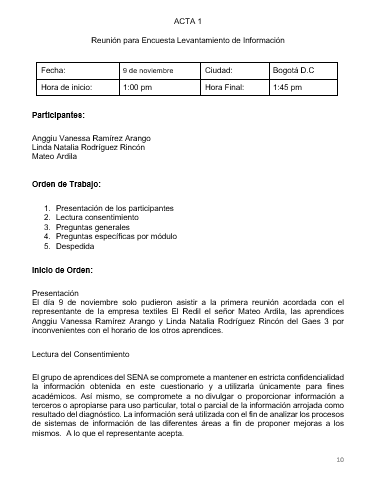 ACTA 1
Reunión para Encuesta Levantamiento de Información
Fecha: 9 de noviembre Ciudad: Bogotá D.C
Hora de inicio: 1:00 pm Hora Final: 1:45 pm
Participantes:
Anggiu Vanessa Ramírez Arango
Linda Natalia Rodríguez Rincón
Mateo Ardila
Orden de Trabajo:
1. Presentación de los participantes
2. Lectura consentimiento
3. Preguntas generales
4. Preguntas específicas por módulo
5. Despedida
Inicio de Orden:
Presentación
El día 9 de noviembre solo pudieron asistir a la primera reunión acordada con el
representante de la empresa textiles El Redil el señor Mateo Ardila, las aprendices
Anggiu Vanessa Ramírez Arango y Linda Natalia Rodríguez Rincón del Gaes 3 por
inconvenientes con el horario de los otros aprendices.
Lectura del Consentimiento
El grupo de aprendices del SENA se compromete a mantener en estricta confidencialidad
la información obtenida en este cuestionario y a utilizarla únicamente para fines
académicos. Así mismo, se compromete a no divulgar o proporcionar información a
terceros o apropiarse para uso particular, total o parcial de la información arrojada como
resultado del diagnóstico. La información será utilizada con el fin de analizar los procesos
de sistemas de información de las diferentes áreas a fin de proponer mejoras a los
mismos. A lo que el representante acepta.
10